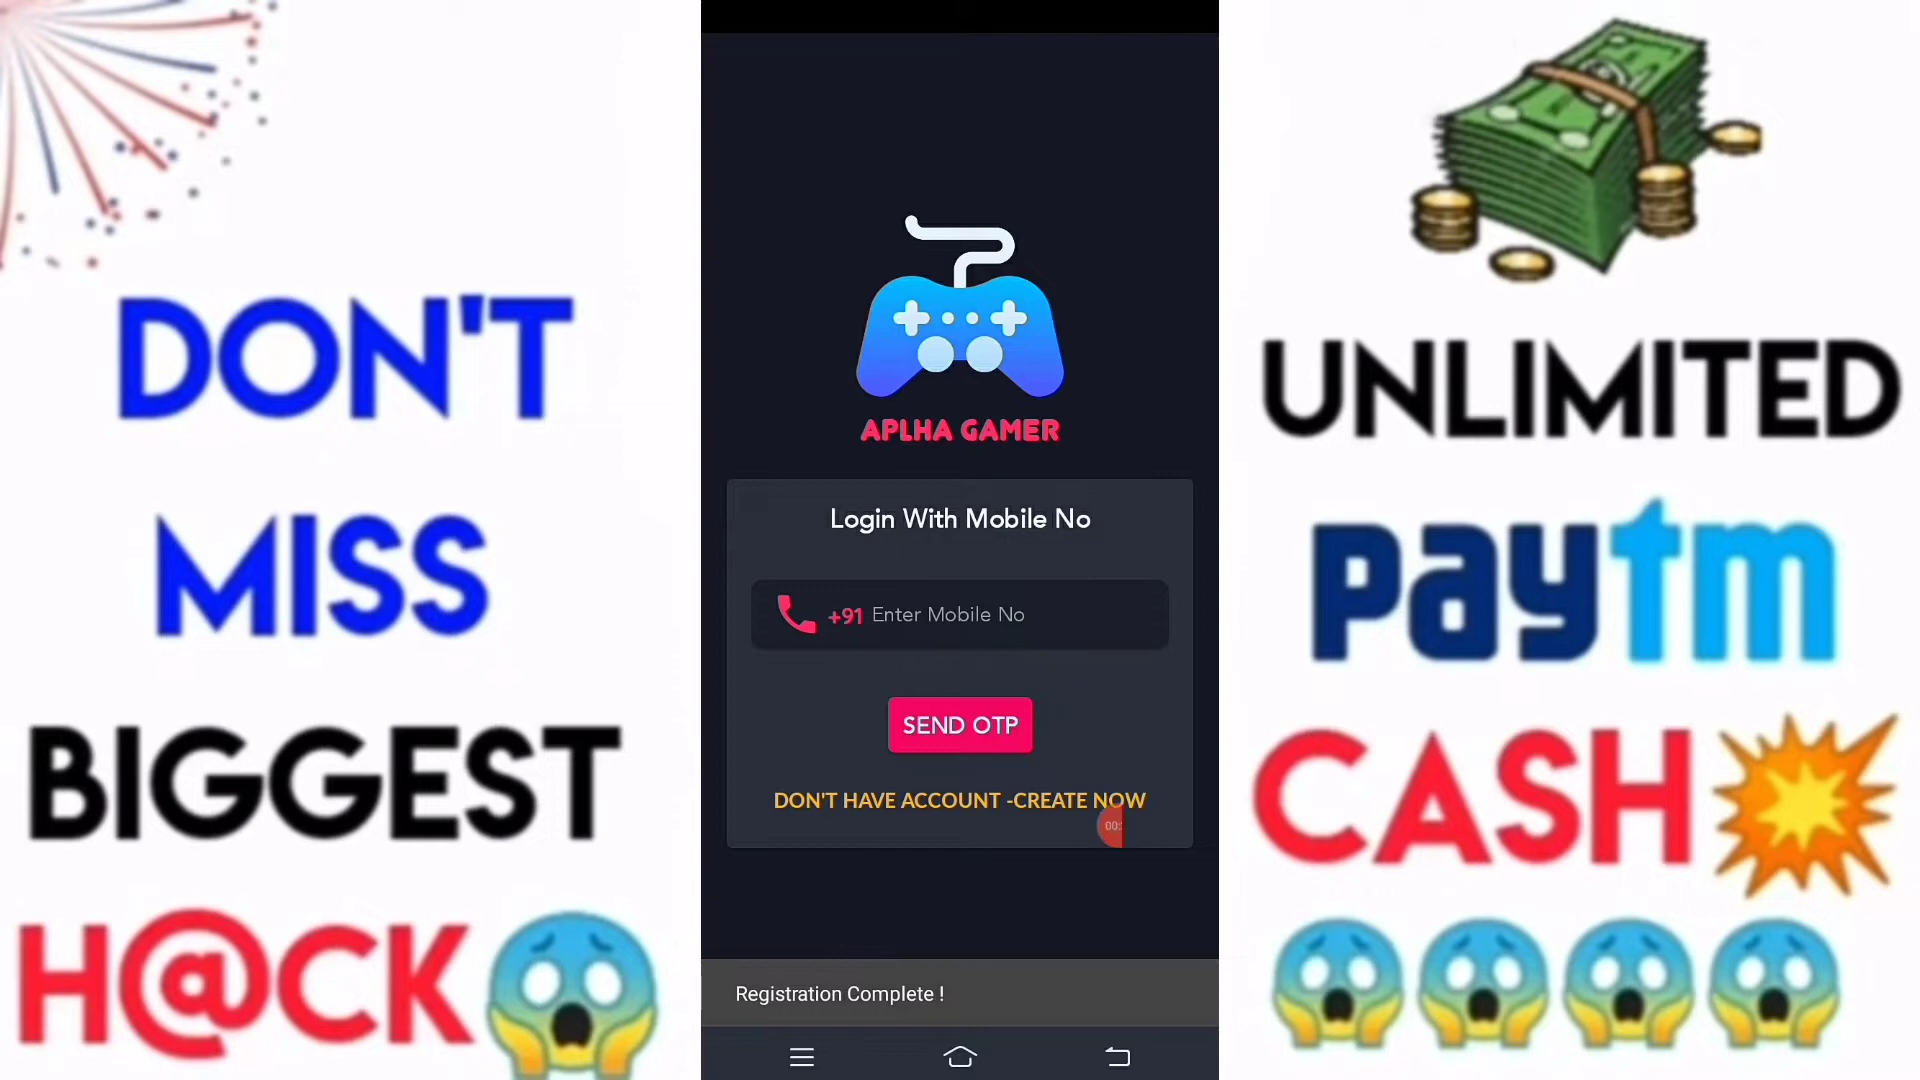 DON'T
MISS
BIGGEST
H@CK
APLHA GAMER
Login With Mobile No
+91 Enter Mobile No
SEND OTP
DON'T HAVE ACCOUNT -CREATE NOW
00:
Registration Complete !
UNLIMITED
paytm
CASH